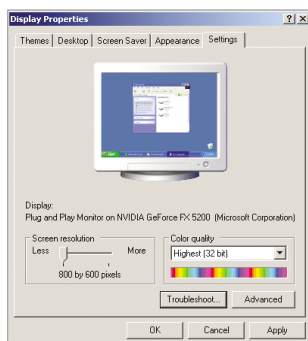 Display Properties
Themes Desktop Screen Saver Appearance Settings
Display:
Plug and Play Monitor on NVIDIA GeForce FX 5200 (Microsoft Corporation)
Screen resolution
Less More
800 by 600 pixels
Color quality
Highest (32 bit)
Troubleshoot... Advanced
OK Cancel Apply